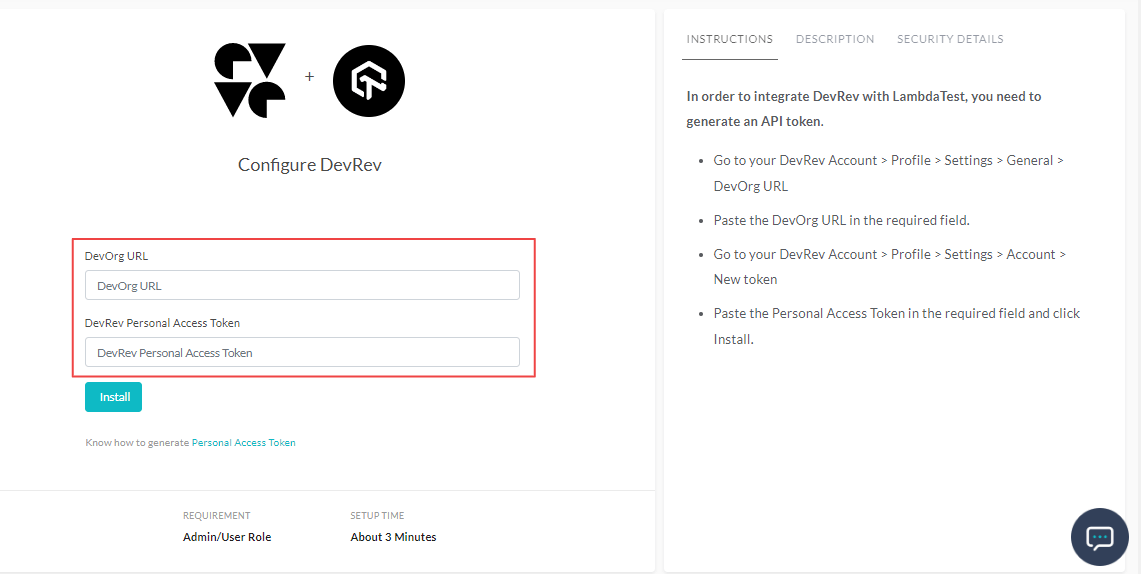 +
Configure DevRev
DevOrg URL
DevOrg URL
DevRev Personal Access Token
DevRev Personal Access Token
Install
Know how to generate Personal Access Token
REQUIREMENT
Admin/User Role
SETUP TIME
About 3 Minutes
INSTRUCTIONS
DESCRIPTION
SECURITY DETAILS
In order to integrate DevRev with LambdaTest, you need to
generate an API token.
• Go to your DevRev Account > Profile > Settings > General >
DevOrg URL
• Paste the DevOrg URL in the required field.
• Go to your DevRev Account > Profile > Settings > Account >
New token
• Paste the Personal Access Token in the required field and click
Install.